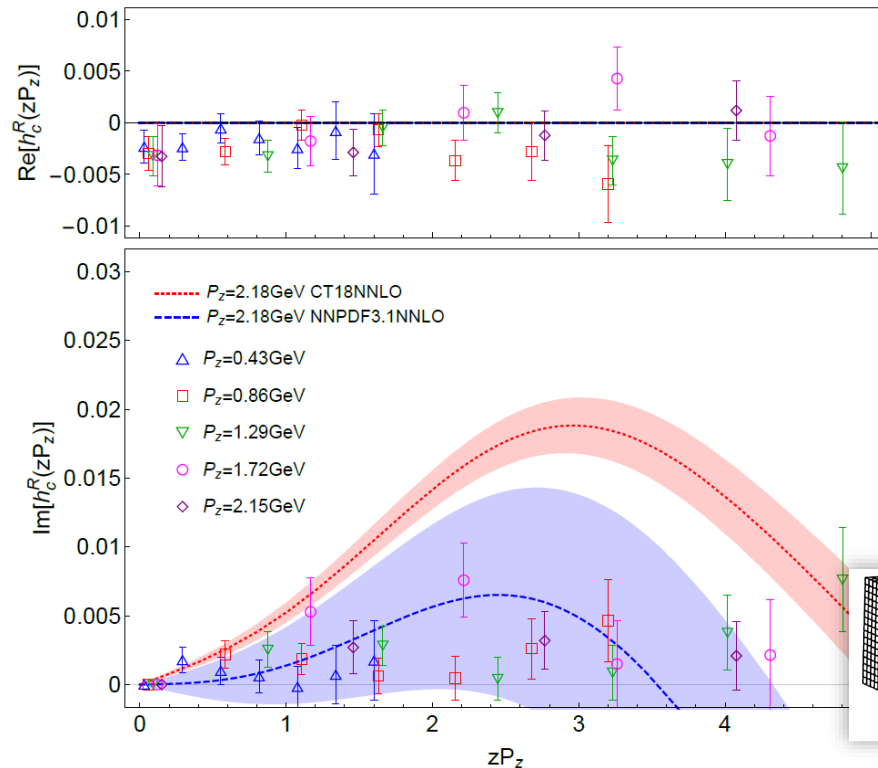 0.01
0.005
0
−0.005
−0.01
Re[h_c^R(zP_z)]
0.03
0.025
0.02
0.015
0.01
0.005
0
Im[h_c^R(zP_z)]
P_z=2.18GeV CT18NNLO
P_z=2.18GeV NNPDF3.1NNLO
P_z=0.43GeV
P_z=0.86GeV
P_z=1.29GeV
P_z=1.72GeV
P_z=2.15GeV
0 1 2 3 4
zP_z